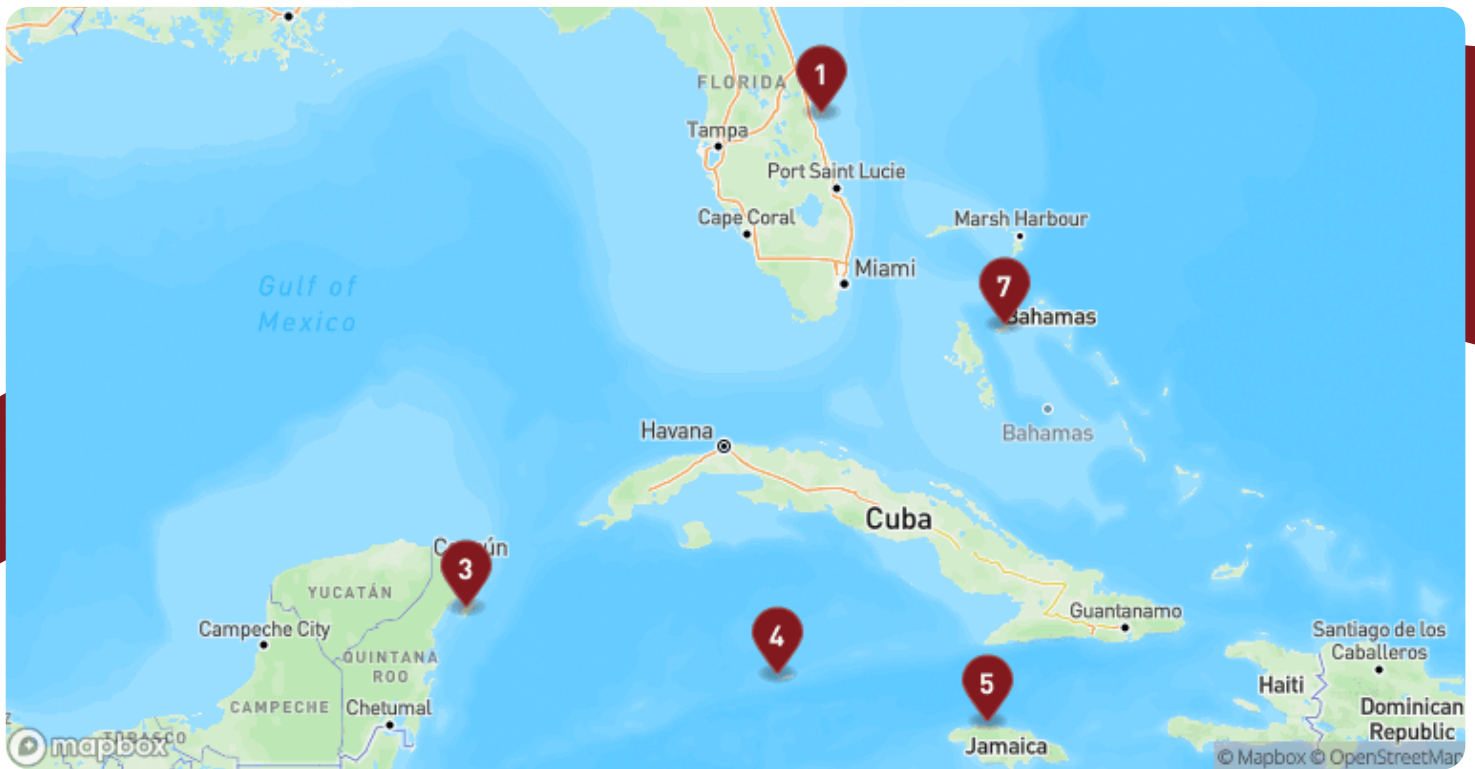 1
FLORIDA
Tampa
Port Saint Lucie
Cape Coral
Marsh Harbour
Miami
7
Bahamas
Gulf of
Mexico
Havana
Bahamas
Cuba
3
YUCATÁN
Campeche City
QUINTANA
ROO
4
Guantanamo
Santiago de los
Caballeros
5
Haiti
CAMPECHE
Chetumal
Dominican
Republic
Jamaica
mapbox
© Mapbox © OpenStreetMap